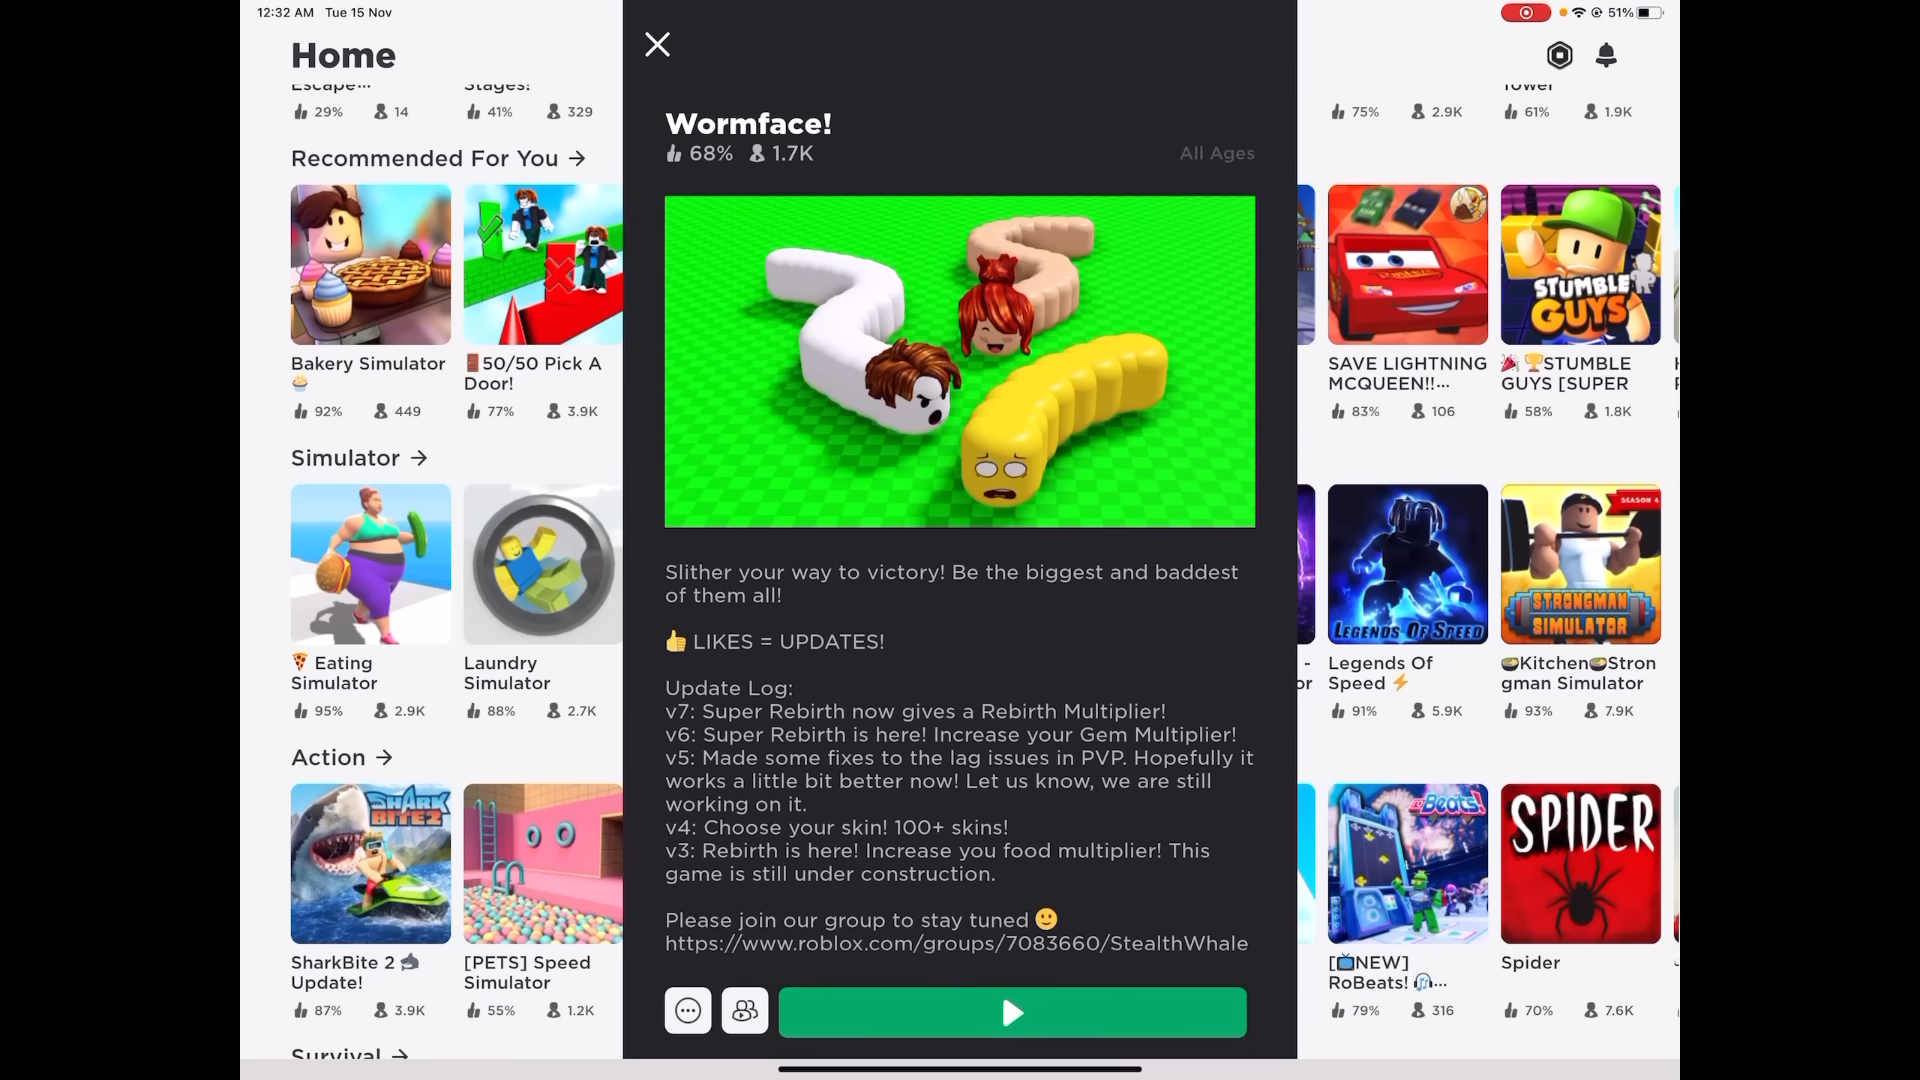 12:32 AM Tue 15 Nov
51%
Home
Escape...
Stages!
29% 14
41% 329
75% 2.9K
Tower
61% 1.9K
Recommended For You →
Bakery Simulator
🧁
92% 449
🚪50/50 Pick A
Door!
77% 3.9K
SAVE LIGHTNING
MCQUEEN!!...
83% 106
STUMBLE
GUYS
🎉🏆STUMBLE
GUYS [SUPER
58% 1.8K
Simulator →
🍕 Eating
Simulator
95% 2.9K
Laundry
Simulator
88% 2.7K
-
or
LEGENDS OF SPEED
Legends Of
Speed ⚡
91% 5.9K
SEASON 4
STRONGMAN
SIMULATOR
🍲Kitchen🍲Stron
gman Simulator
93% 7.9K
Action →
SHARK
BITE2
SharkBite 2 🦈
Update!
87% 3.9K
[PETS] Speed
Simulator
55% 1.2K
roBeats!
[📺NEW]
RoBeats! 🎧...
79% 316
SPIDER
Spider
70% 7.6K
Survival →
Wormface!
68% 1.7K
All Ages
Slither your way to victory! Be the biggest and baddest
of them all!
👍 LIKES = UPDATES!
Update Log:
v7: Super Rebirth now gives a Rebirth Multiplier!
v6: Super Rebirth is here! Increase your Gem Multiplier!
v5: Made some fixes to the lag issues in PVP. Hopefully it
works a little bit better now! Let us know, we are still
working on it.
v4: Choose your skin! 100+ skins!
v3: Rebirth is here! Increase you food multiplier! This
game is still under construction.
Please join our group to stay tuned 🙂
https://www.roblox.com/groups/7083660/StealthWhale